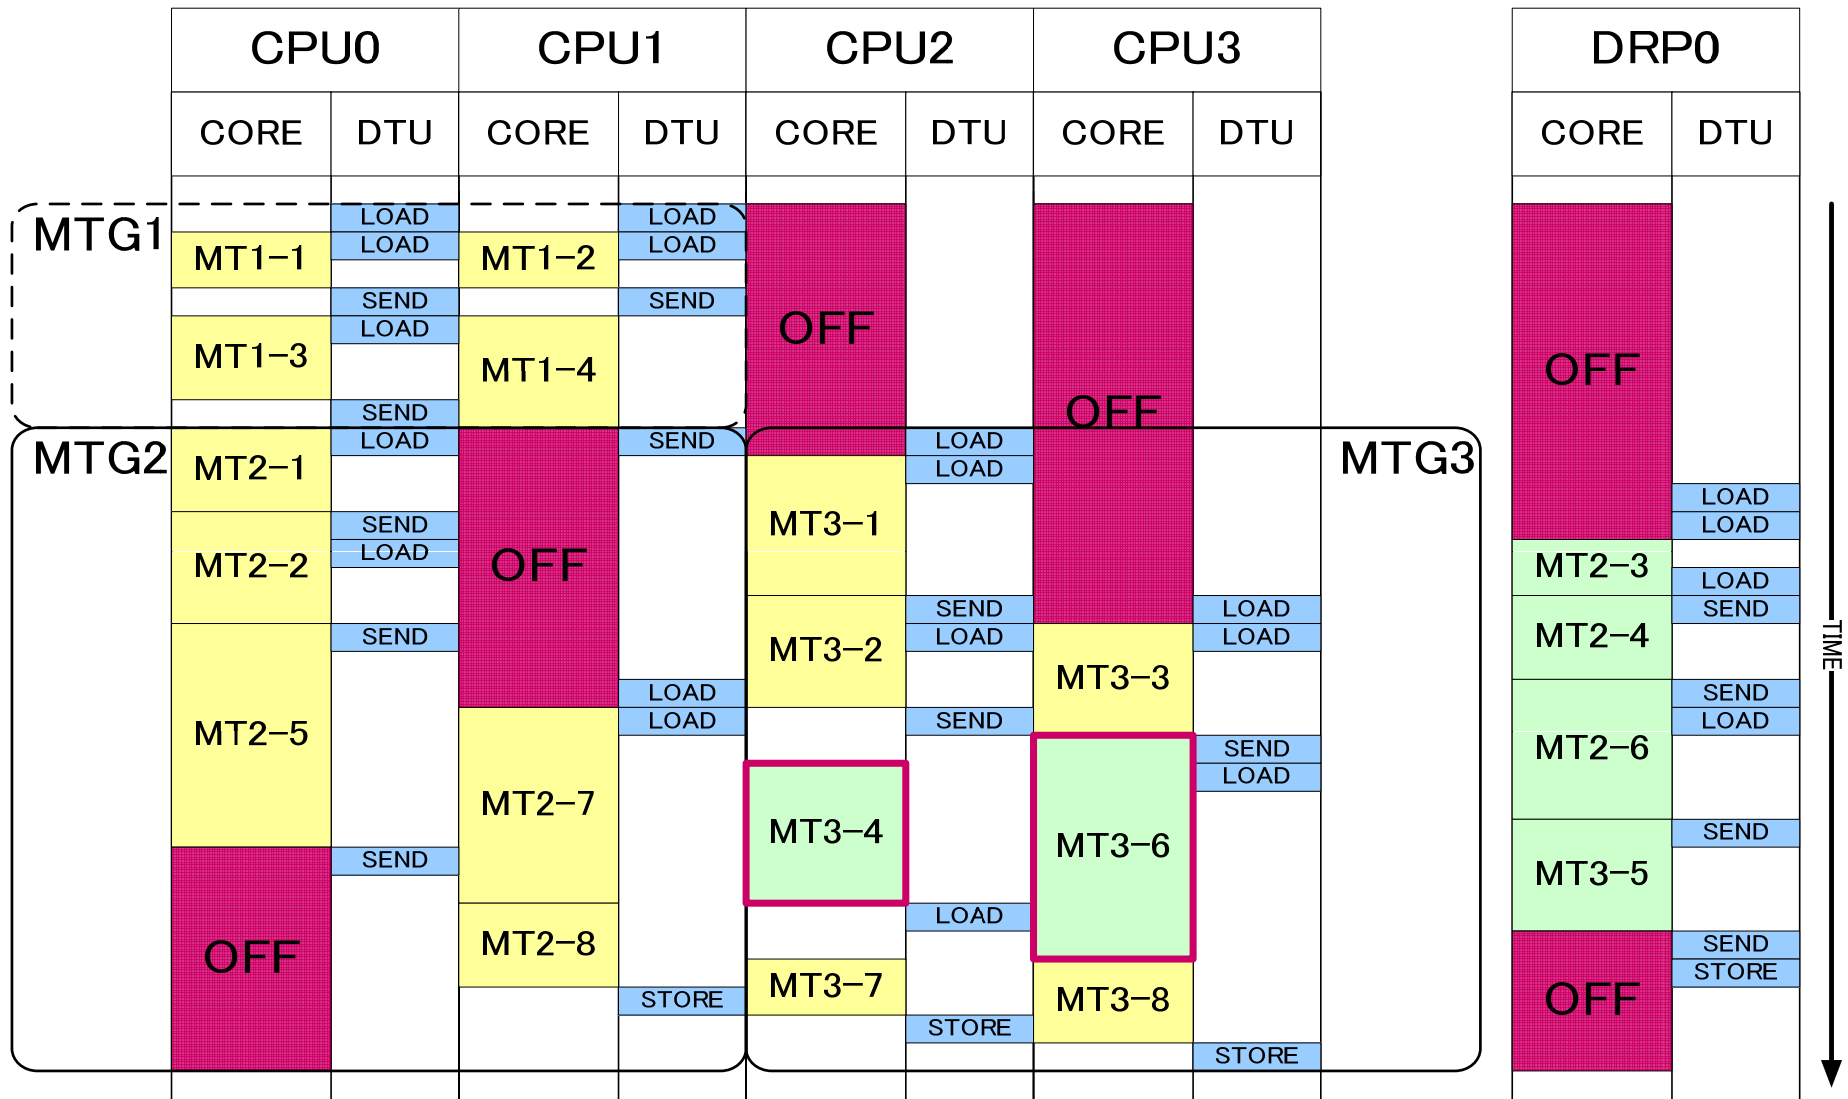 CPU0 CPU1 CPU2 CPU3 DRP0
CORE DTU CORE DTU CORE DTU CORE DTU CORE DTU
LOAD LOAD
MTG1
LOAD LOAD
MT1-1 MT1-2
SEND SEND
LOAD
OFF
MT1-3 MT1-4
OFF
SEND
OFF
LOAD SEND LOAD
MTG2 MT2-1 MTG3
LOAD
LOAD
SEND LOAD
MT3-1
LOAD
MT2-2 OFF MT2-3
LOAD
SEND SEND LOAD SEND
SEND LOAD LOAD
MT3-2 MT2-4
TIME
MT3-3
LOAD SEND
LOAD SEND LOAD
MT2-5 SEND MT2-6
LOAD
MT2-7
MT3-4 SEND
MT3-6
SEND
MT3-5
LOAD
MT2-8 SEND
OFF
STORE
MT3-7
STORE MT3-8 OFF
STORE
STORE